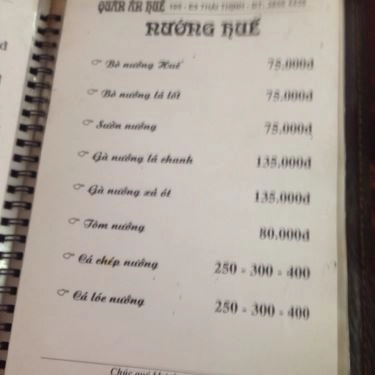 QUÁN ĂN HUẾ
NƯỚNG HUẾ
Bò nướng Huế 75.000đ
Bò nướng lá lốt 75.000đ
Sườn nướng 75.000đ
Gà nướng lá chanh 135.000đ
Gà nướng xả ớt 135.000đ
Tôm nướng 80.000đ
Cá chép nướng 250 - 300 - 400
Cá lóc nướng 250 - 300 - 400
Chúc quý